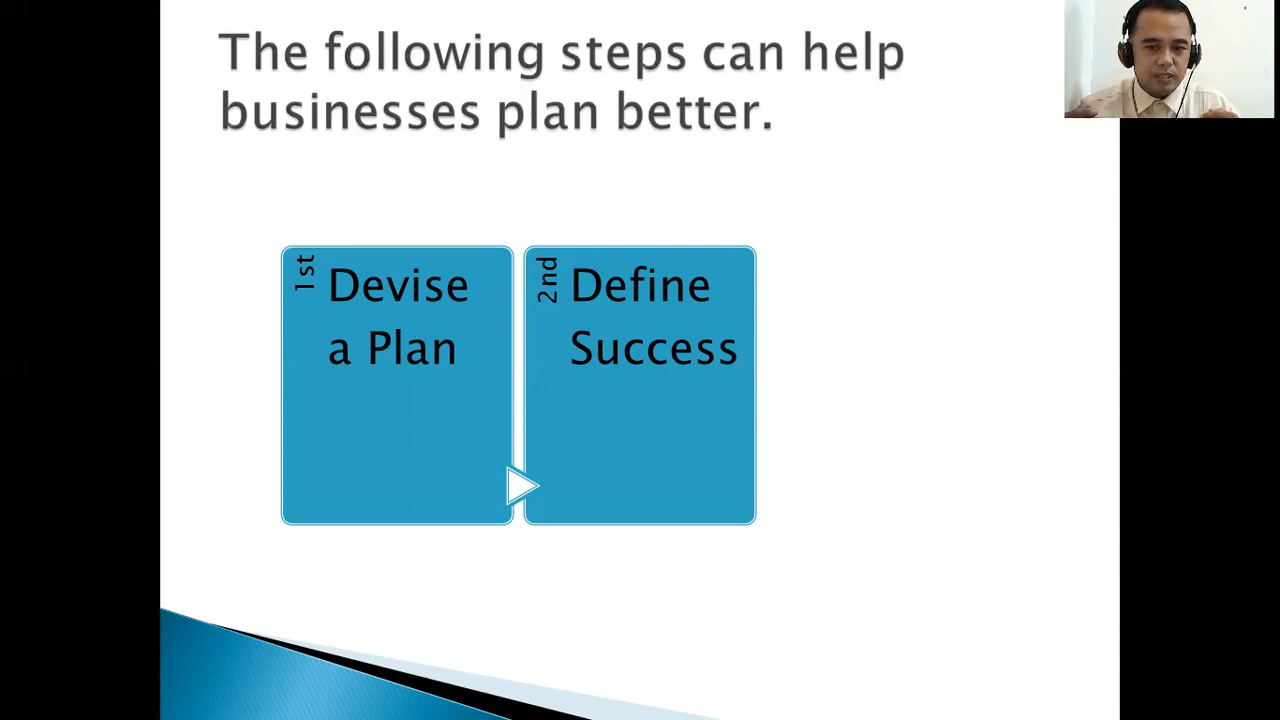 The following steps can help
businesses plan better.
1st
Devise
a Plan
2nd
Define
Success